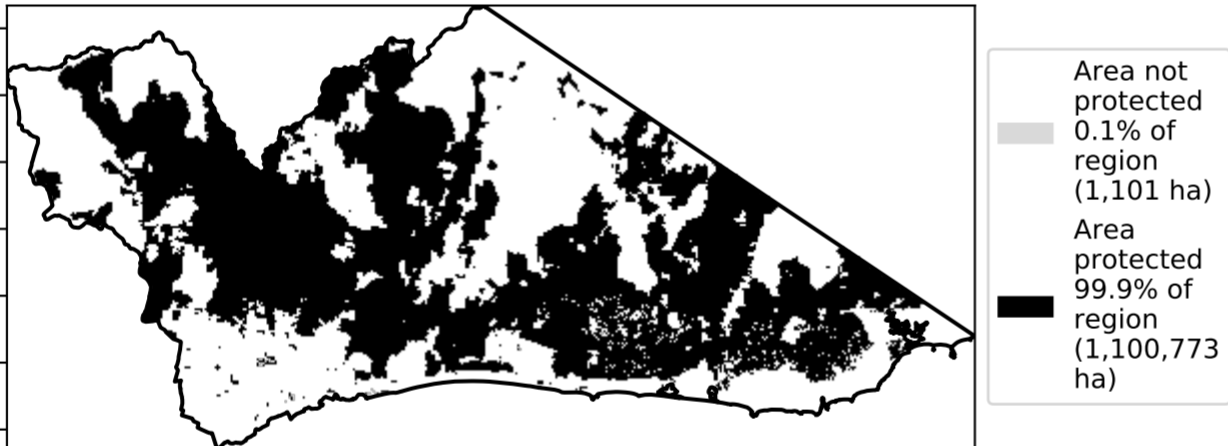 Area not
protected
0.1% of
region
(1,101 ha)
Area
protected
99.9% of
region
(1,100,773
ha)